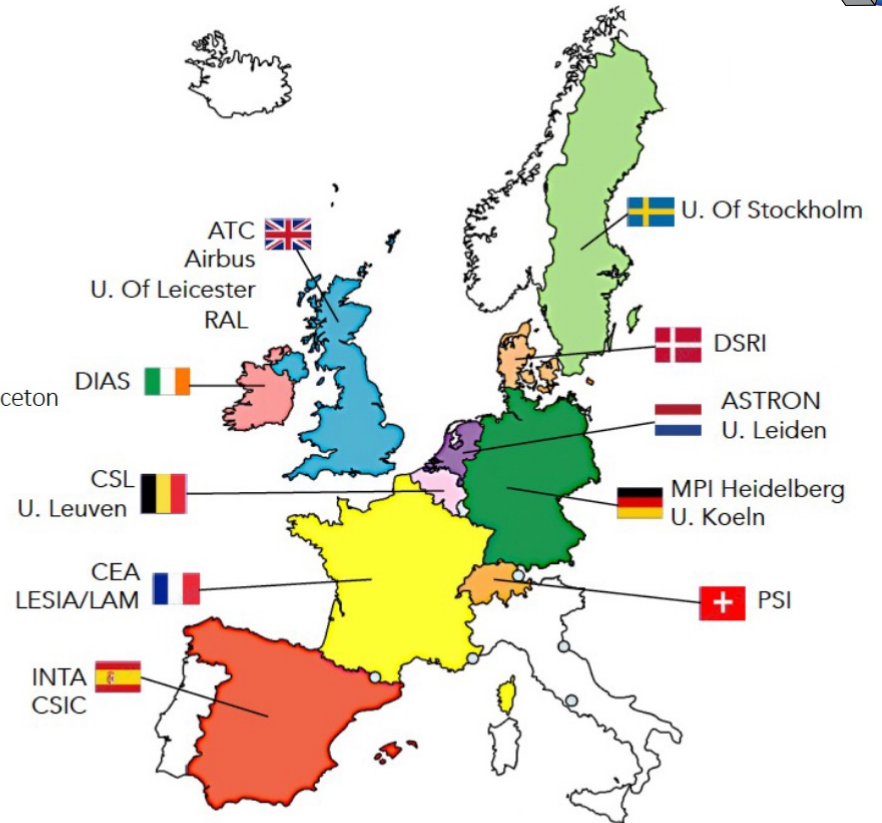 U. Of Stockholm
ATC
Airbus
U. Of Leicester
RAL
DSRI
DIAS
ceton
ASTRON
U. Leiden
CSL
U. Leuven
MPI Heidelberg
U. Koeln
CEA
LESIA/LAM
PSI
INTA
CSIC